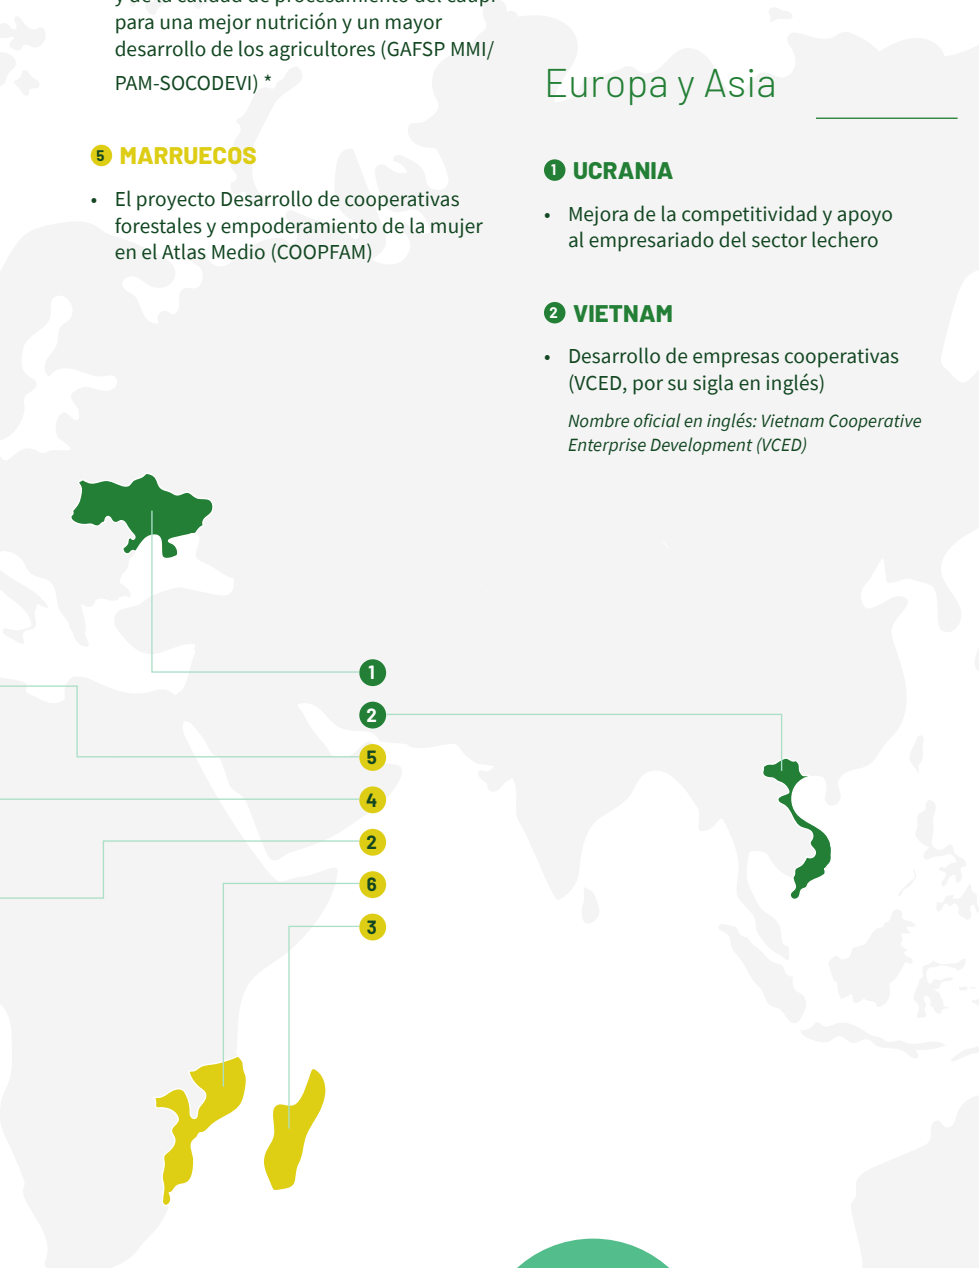 para una mejor nutrición y un mayor
desarrollo de los agricultores (GAFSP MMI/
PAM-SOCODEVI) *
5 MARRUECOS
• El proyecto Desarrollo de cooperativas
forestales y empoderamiento de la mujer
en el Atlas Medio (COOPFAM)
Europa y Asia
1 UCRANIA
• Mejora de la competitividad y apoyo
al empresariado del sector lechero
2 VIETNAM
• Desarrollo de empresas cooperativas
(VCED, por su sigla en inglés)
Nombre oficial en inglés: Vietnam Cooperative
Enterprise Development (VCED)
1
2
5
4
2
6
3